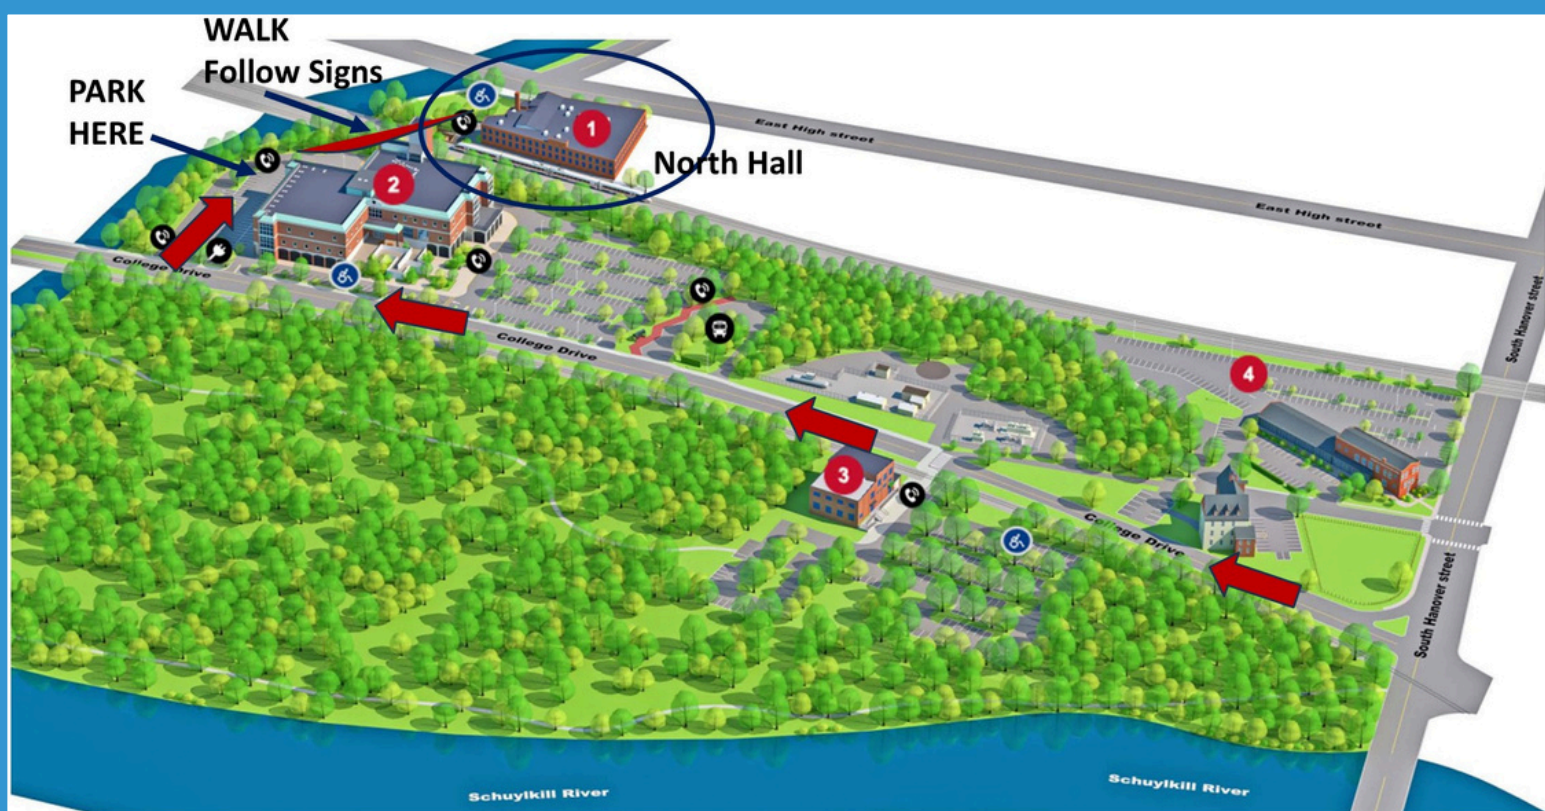 WALK
Follow Signs
PARK
HERE
1
East High street
North Hall
2
East High street
College Drive
South Hanover street
College Drive
4
3
College Drive
South Hanover street
Schuylkill River
Schuylkill River